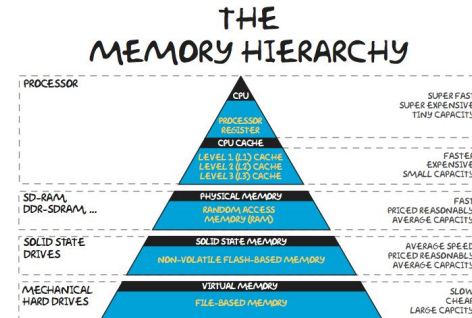 THE
MEMORY HIERARCHY
PROCESSOR
CPU
PROCESSOR
REGISTER
SUPER FAST
SUPER EXPENSIVE
TINY CAPACITY
CPU CACHE
LEVEL 1 (L1) CACHE
LEVEL 2 (L2) CACHE
LEVEL 3 (L3) CACHE
FASTER
EXPENSIVE
SMALL CAPACITY
SD-RAM,
DDR-SDRAM, ...
PHYSICAL MEMORY
RANDOM ACCESS
MEMORY (RAM)
FAST
PRICED REASONABLY
AVERAGE CAPACITY
SOLID STATE
DRIVES
SOLID STATE MEMORY
NON-VOLATILE FLASH-BASED MEMORY
AVERAGE SPEED
PRICED REASONABLY
AVERAGE CAPACITY
MECHANICAL
HARD DRIVES
VIRTUAL MEMORY
FILE-BASED MEMORY
SLOW
CHEAP
LARGE CAPCITY